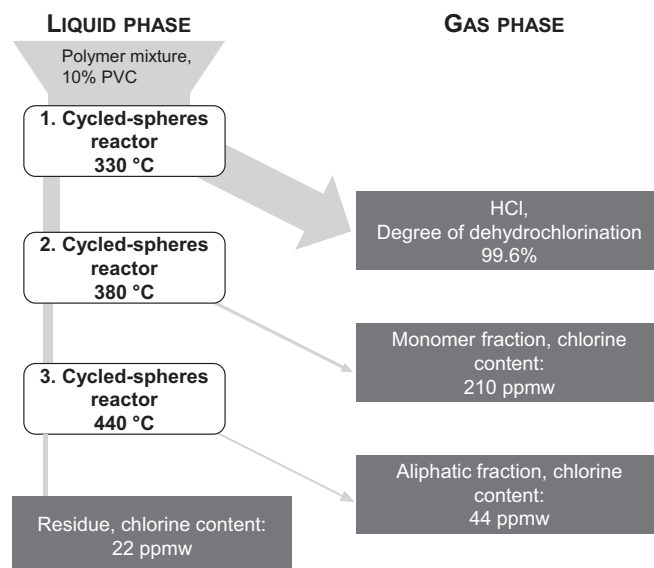 LIQUID PHASE
GAS PHASE
Polymer mixture,
10% PVC
1. Cycled-spheres
reactor
330 °C
HCl,
Degree of dehydrochlorination
99.6%
2. Cycled-spheres
reactor
380 °C
Monomer fraction, chlorine
content:
210 ppmw
3. Cycled-spheres
reactor
440 °C
Aliphatic fraction, chlorine
content:
44 ppmw
Residue, chlorine content:
22 ppmw